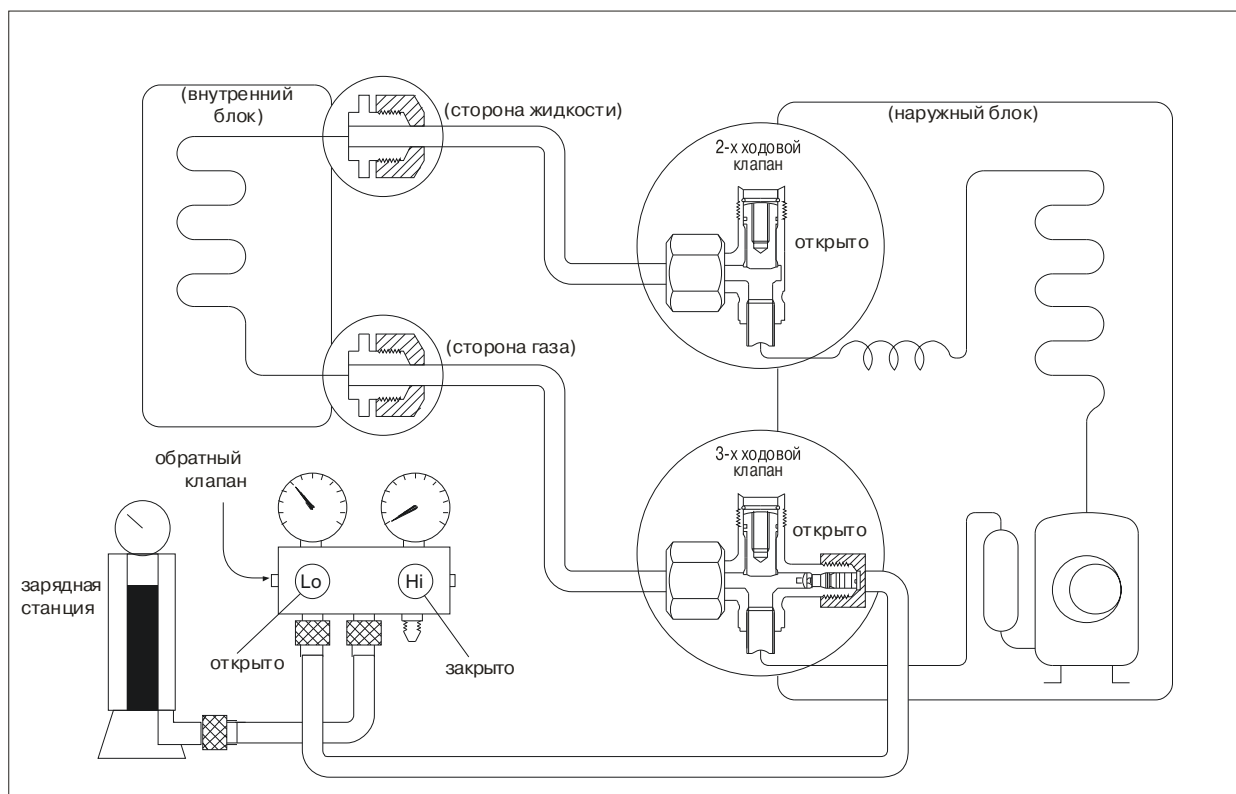 (внутренний
блок)
(сторона жидкости)
(наружный блок)
2-х ходовой
клапан
открыто
(сторона газа)
3-х ходовой
клапан
открыто
обратный
клапан
зарядная
станция
Lo
Hi
открыто
закрыто